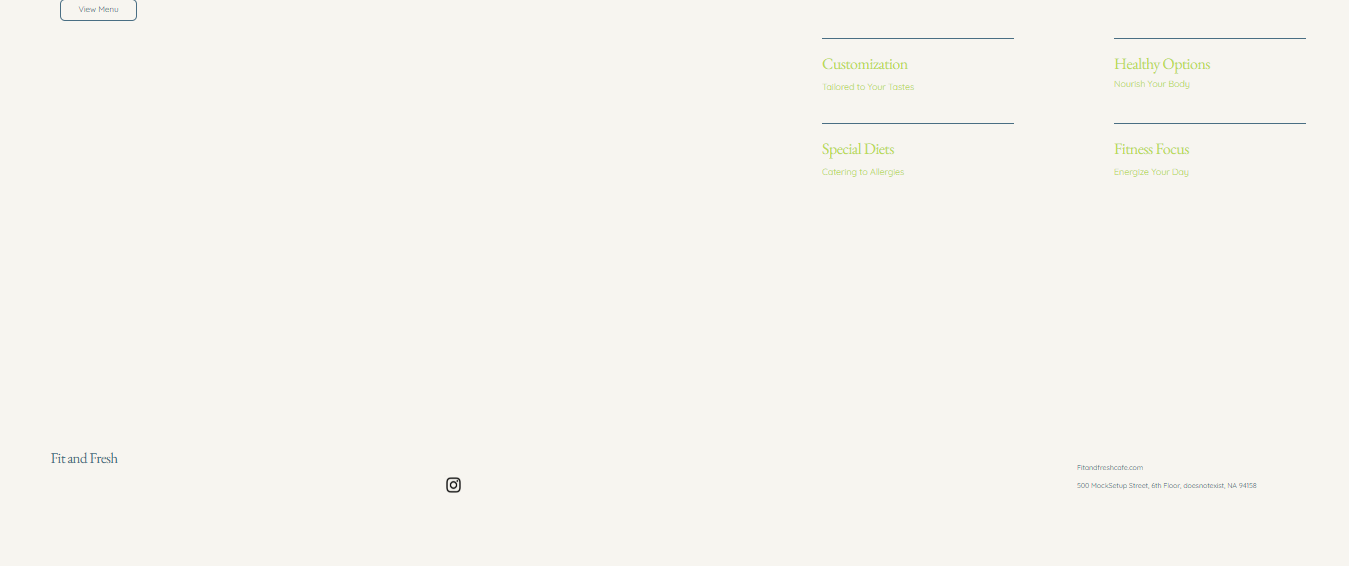 View Menu
Customization
Tailored to Your Tastes
Healthy Options
Nourish Your Body
Special Diets
Catering to Allergies
Fitness Focus
Energize Your Day
Fit and Fresh
Fitandfreshcafe.com
500 MockSetup Street, 6th Floor, doesnotexist, NA 94158